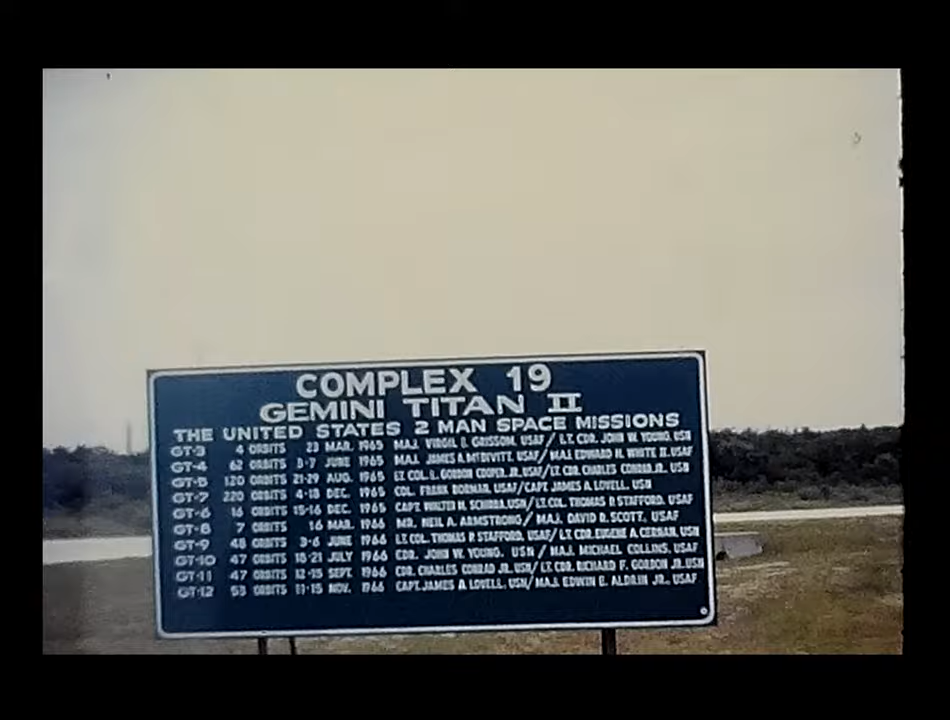 COMPLEX 19
GEMINI TITAN II
THE UNITED STATES 2 MAN SPACE MISSIONS
GT-3 4 ORBITS 23 MAR. 1965 MAJ. VIRGIL I. GRISSOM, USAF/ LT. CDR. JOHN W. YOUNG, USN
GT-4 62 ORBITS 3-7 JUNE 1965 MAJ. JAMES A. McDIVITT, USAF/MAJ. EDWARD H. WHITE II, USAF
GT-5 120 ORBITS 21-29 AUG. 1965 LT. COL. L. GORDON COOPER, JR. USAF/LT. CDR. CHARLES CONRAD, JR. USN
GT-7 220 ORBITS 4-18 DEC. 1965 COL. FRANK BORMAN, USAF/CAPT. JAMES A. LOVELL, USN
GT-6 16 ORBITS 15-16 DEC. 1965 CAPT. WALTER M. SCHIRRA, USN/LT. COL. THOMAS P. STAFFORD, USAF
GT-8 7 ORBITS 16 MAR. 1966 MR. NEIL A. ARMSTRONG/ MAJ. DAVID R. SCOTT, USAF
GT-9 48 ORBITS 3-6 JUNE 1966 LT. COL. THOMAS P. STAFFORD, USAF/ LT. CDR. EUGENE A. CERNAN, USN
GT-10 47 ORBITS 18-21 JULY 1966 CDR. JOHN W. YOUNG, USN / MAJ. MICHAEL COLLINS, USAF
GT-11 47 ORBITS 12-15 SEPT. 1966 CDR. CHARLES CONRAD JR. USN/ LT. CDR. RICHARD F. GORDON JR. USN
GT-12 53 ORBITS 11-15 NOV. 1966 CAPT. JAMES A. LOVELL, USN/MAJ. EDWIN E. ALDRIN JR., USAF